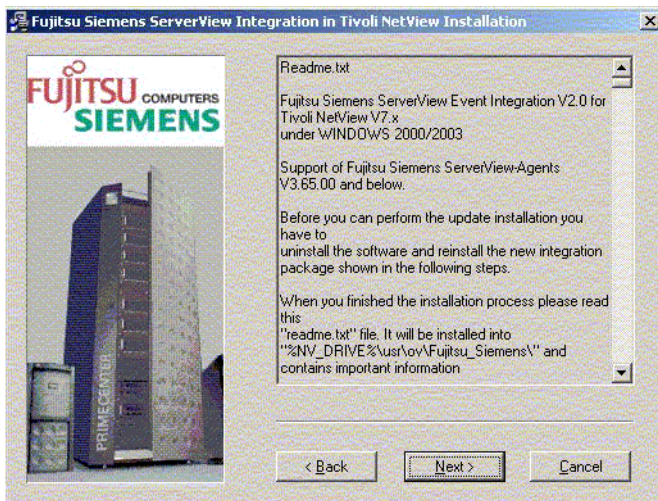 Fujitsu Siemens ServerView Integration in Tivoli NetView Installation
FUJITSU COMPUTERS
SIEMENS
PRIMECENTER
Readme.txt
Fujitsu Siemens ServerView Event Integration V2.0 for
Tivoli NetView V7.x
under WINDOWS 2000/2003
Support of Fujitsu Siemens ServerView-Agents
V3.65.00 and below.
Before you can perform the update installation you
have to
uninstall the software and reinstall the new integration
package shown in the following steps.
When you finished the installation process please read
this
"readme.txt" file. It will be installed into
"%NV_DRIVE%\usr\ov\Fujitsu_Siemens\" and
contains important information
< Back
Next >
Cancel